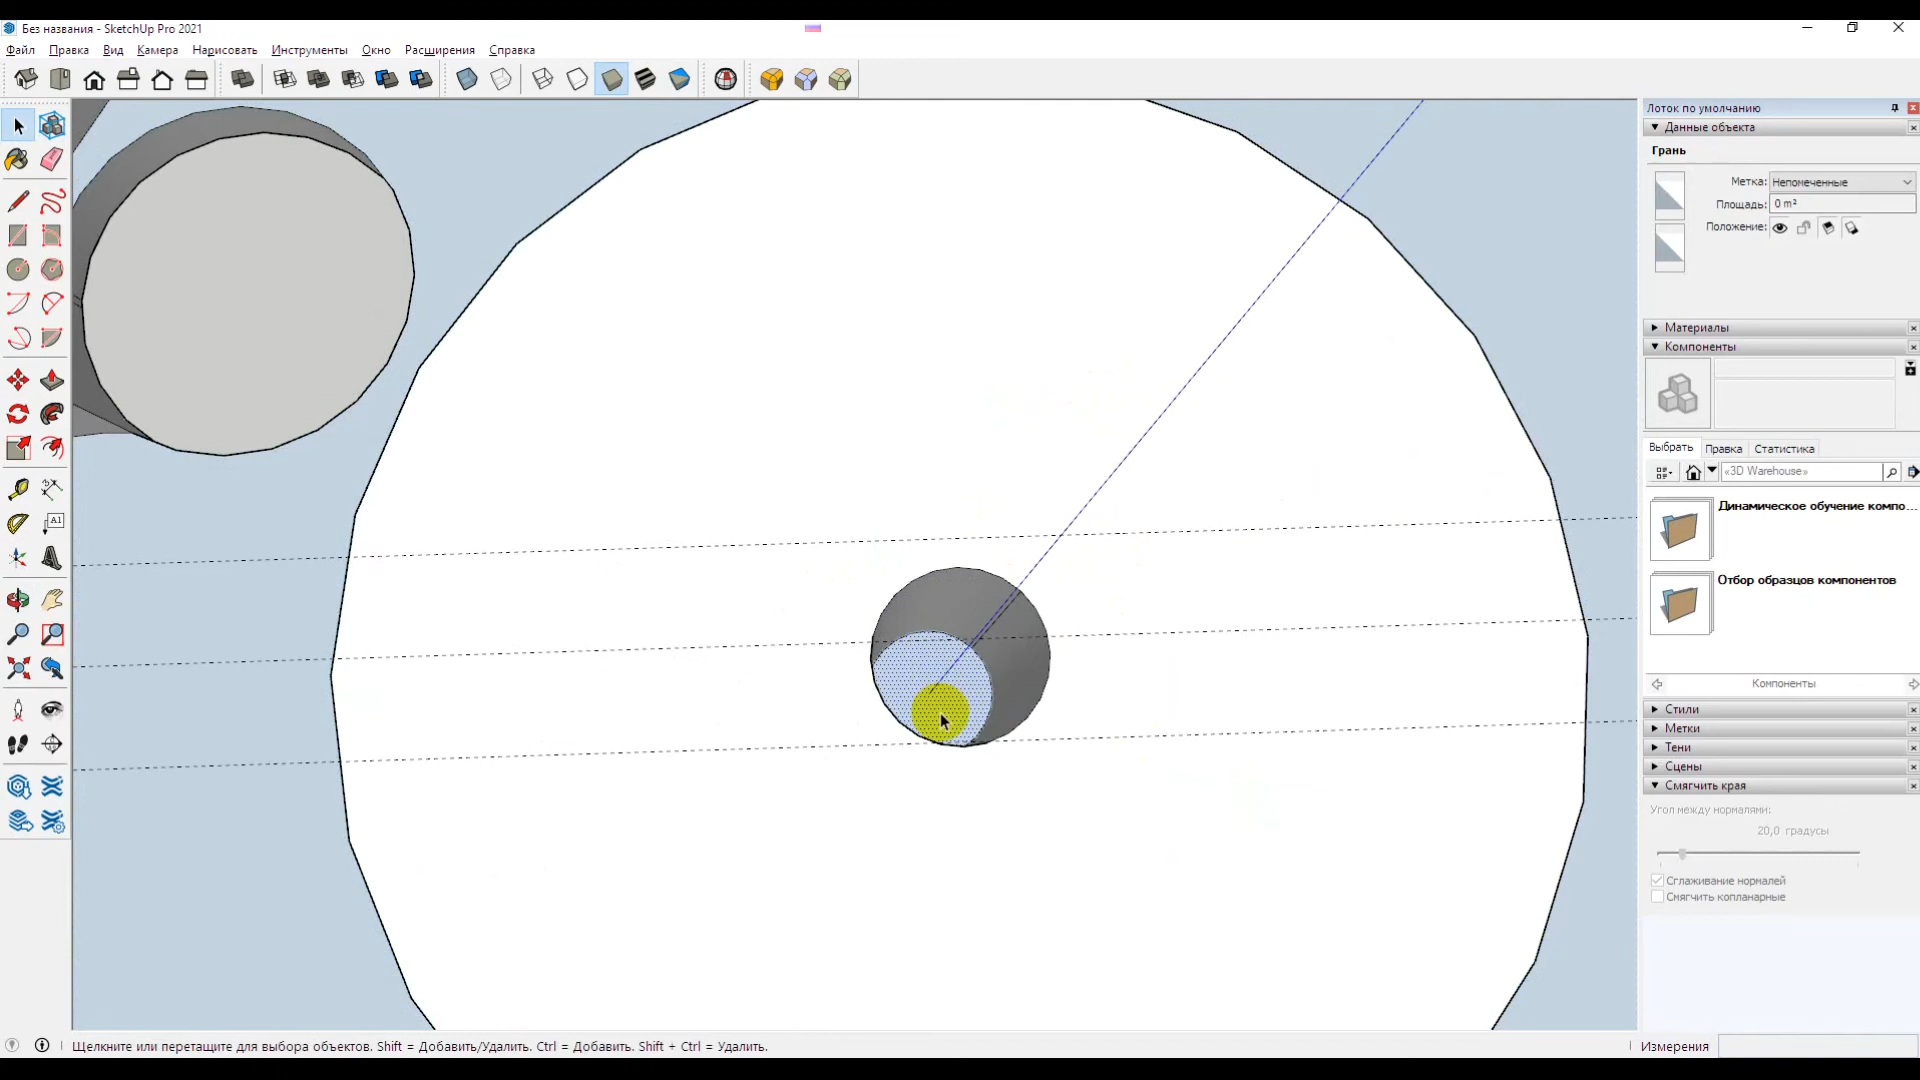 Без названия - SketchUp Pro 2021
Файл Правка Вид Камера Нарисовать Инструменты Окно Расширения Справка
Лоток по умолчанию
Данные объекта
Грань
Метка: Непомеченные
Площадь: 0 m²
Положение:
Материалы
Компоненты
Выбрать Правка Статистика
«3D Warehouse»
Динамическое обучение компо...
Отбор образцов компонентов
Компоненты
Стили
Метки
Тени
Сцены
Смягчить края
Угол между нормалями:
20,0 градусы
Сглаживание нормалей
Смягчить копланарные
A1
Щелкните или перетащите для выбора объектов. Shift = Добавить/Удалить. Ctrl = Добавить. Shift + Ctrl = Удалить.
Измерения